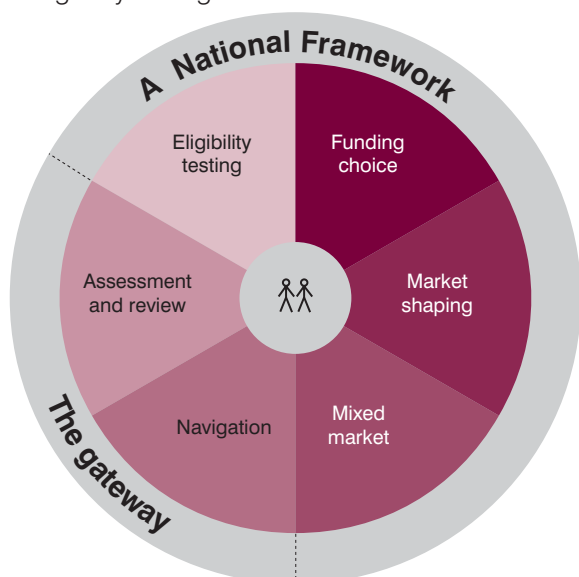 A National Framework
Eligibility
testing
Funding
choice
Assessment
and review
Market
shaping
Navigation
Mixed
market
The gateway